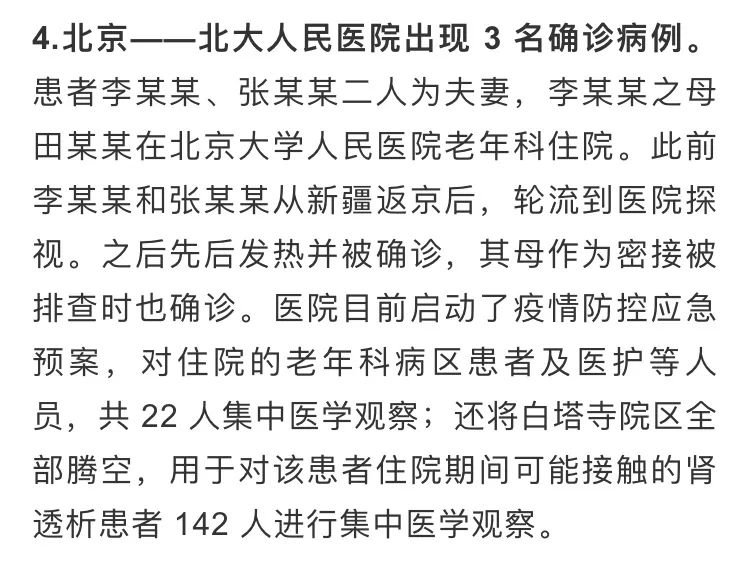 4.北京——北大人民医院出现 3 名确诊病例。
患者李某某、张某某二人为夫妻，李某某之母
田某某在北京大学人民医院老年科住院。此前
李某某和张某某从新疆返京后，轮流到医院探
视。之后先后发热并被确诊，其母作为密接被
排查时也确诊。医院目前启动了疫情防控应急
预案，对住院的老年科病区患者及医护等人
员，共 22 人集中医学观察；还将白塔寺院区全
部腾空，用于对该患者住院期间可能接触的肾
透析患者 142 人进行集中医学观察。